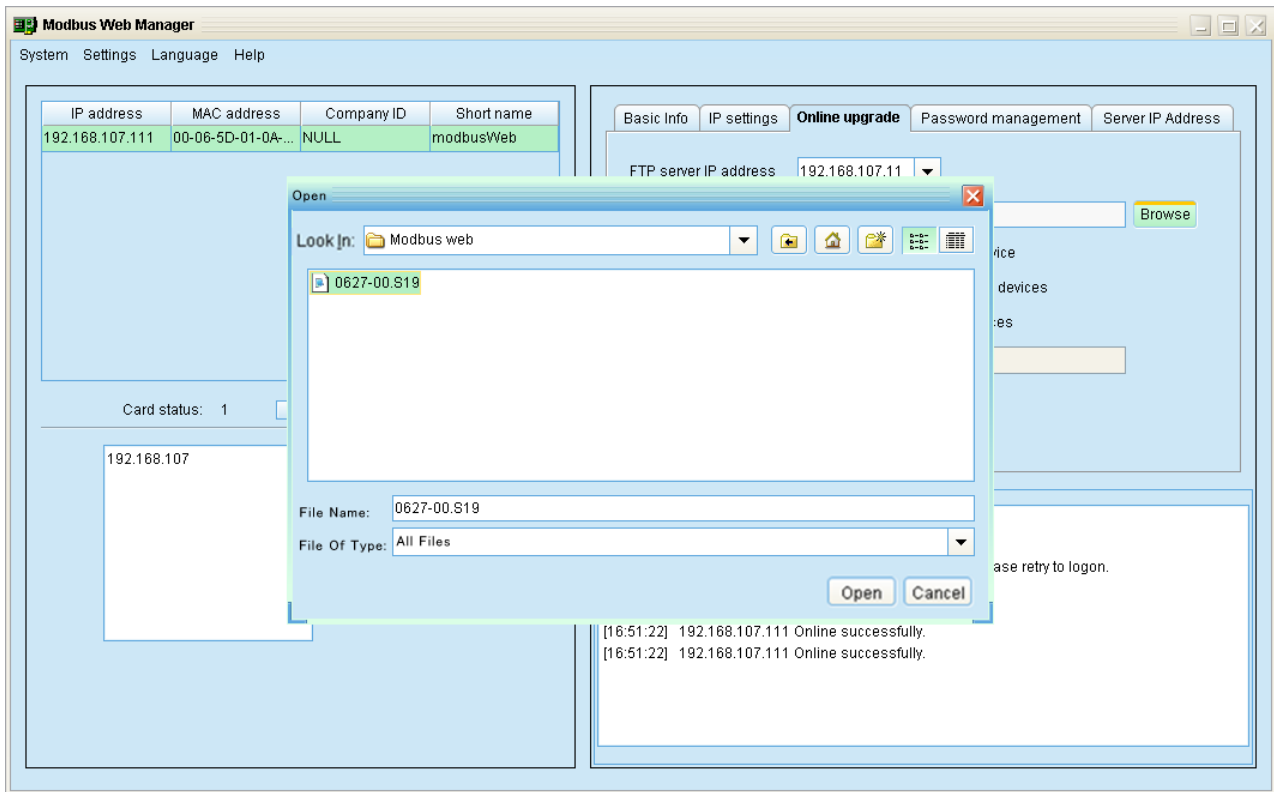 Modbus Web Manager
System Settings Language Help
IP address MAC address Company ID Short name
192.168.107.111 00-06-5D-01-0A-... NULL modbusWeb
Card status: 1
192.168.107
Basic Info IP settings Online upgrade Password management Server IP Address
FTP server IP address 192.168.107.11
Browse
vice
devices
ces
Open
Look In: Modbus web
0627-00.S19
File Name: 0627-00.S19
File Of Type: All Files
Open Cancel
ase retry to logon.
[16:51:22] 192.168.107.111 Online successfully.
[16:51:22] 192.168.107.111 Online successfully.